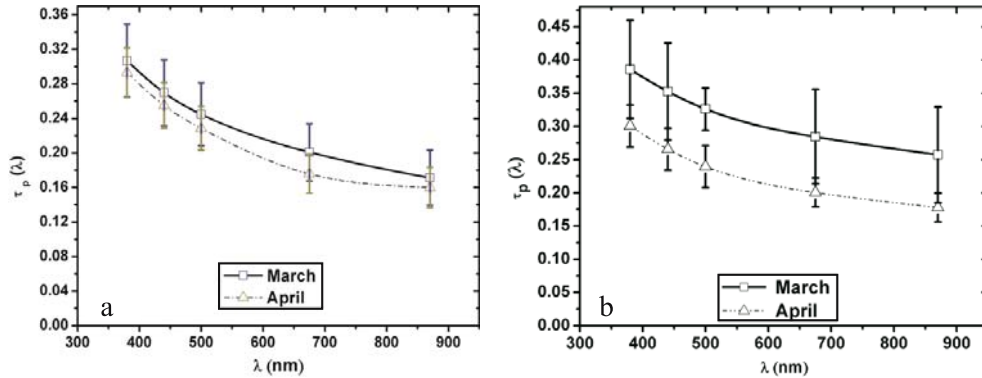 0.36
0.32
0.28
0.24
0.20
0.16
0.12
0.08
0.04
0.00
τ p (λ)
300 400 500 600 700 800 900
λ (nm)
March
April
a
0.45
0.40
0.35
0.30
0.25
0.20
0.15
0.10
0.05
0.00
τp (λ)
300 400 500 600 700 800 900
λ (nm)
March
April
b